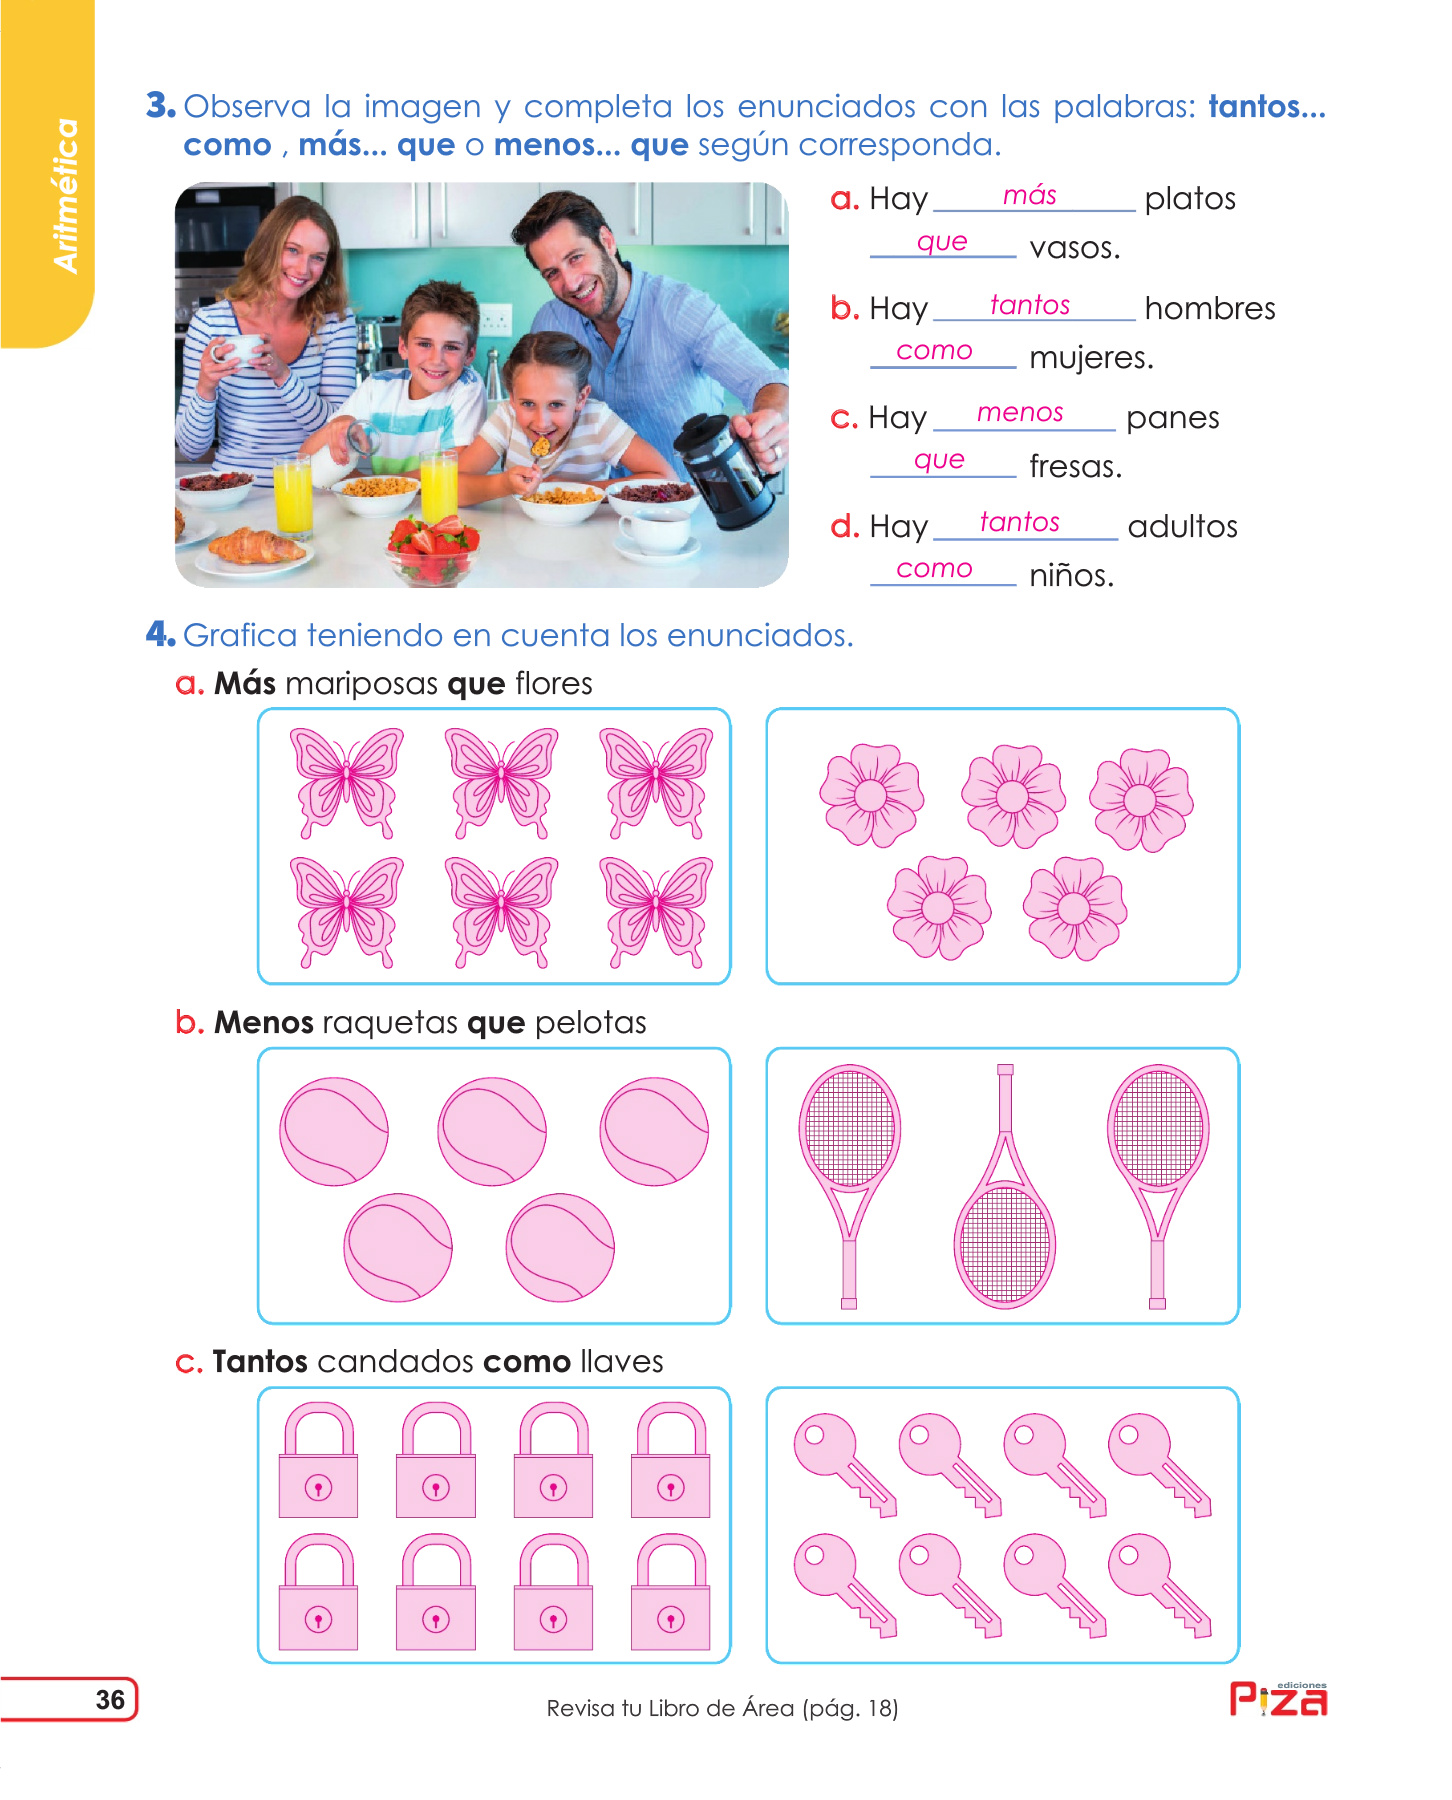 Aritmética
3. Observa la imagen y completa los enunciados con las palabras: tantos...
como , más... que o menos... que según corresponda.
a. Hay más platos
que vasos.
b. Hay tantos hombres
como mujeres.
c. Hay menos panes
que fresas.
d. Hay tantos adultos
como niños.
4. Grafica teniendo en cuenta los enunciados.
a. Más mariposas que flores
b. Menos raquetas que pelotas
c. Tantos candados como llaves
36
Revisa tu Libro de Área (pág. 18)
ediciones
PIZA